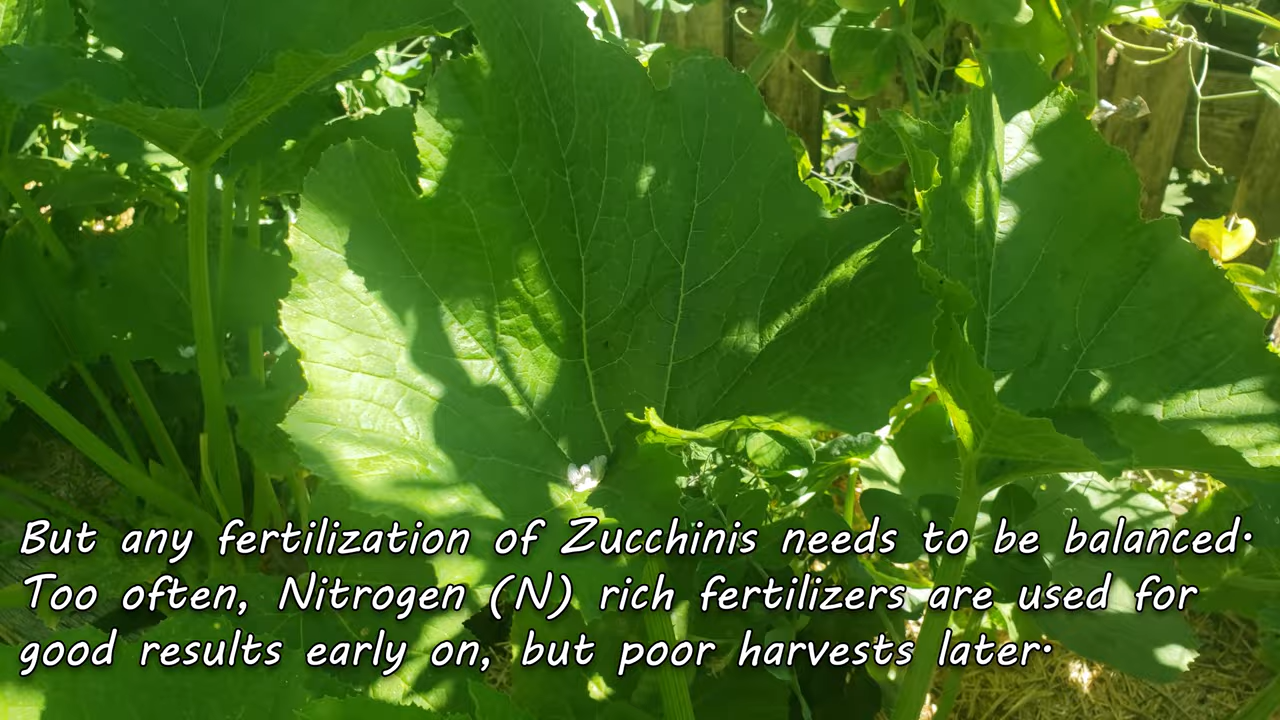 But any fertilization of Zucchinis needs to be balanced.
Too often, Nitrogen (N) rich fertilizers are used for
good results early on, but poor harvests later.